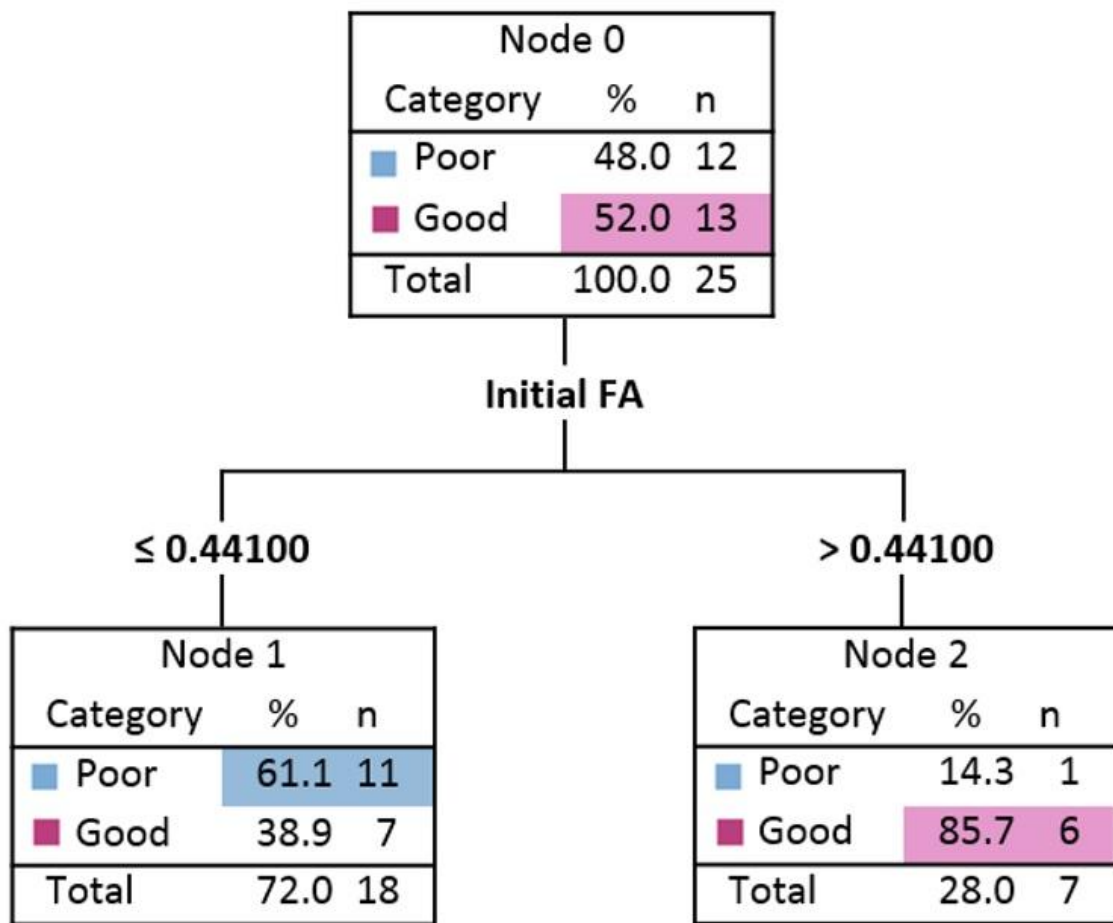 Node 0
Category % n
Poor 48.0 12
Good 52.0 13
Total 100.0 25
Initial FA
≤ 0.44100
> 0.44100
Node 1
Category % n
Poor 61.1 11
Good 38.9 7
Total 72.0 18
Node 2
Category % n
Poor 14.3 1
Good 85.7 6
Total 28.0 7